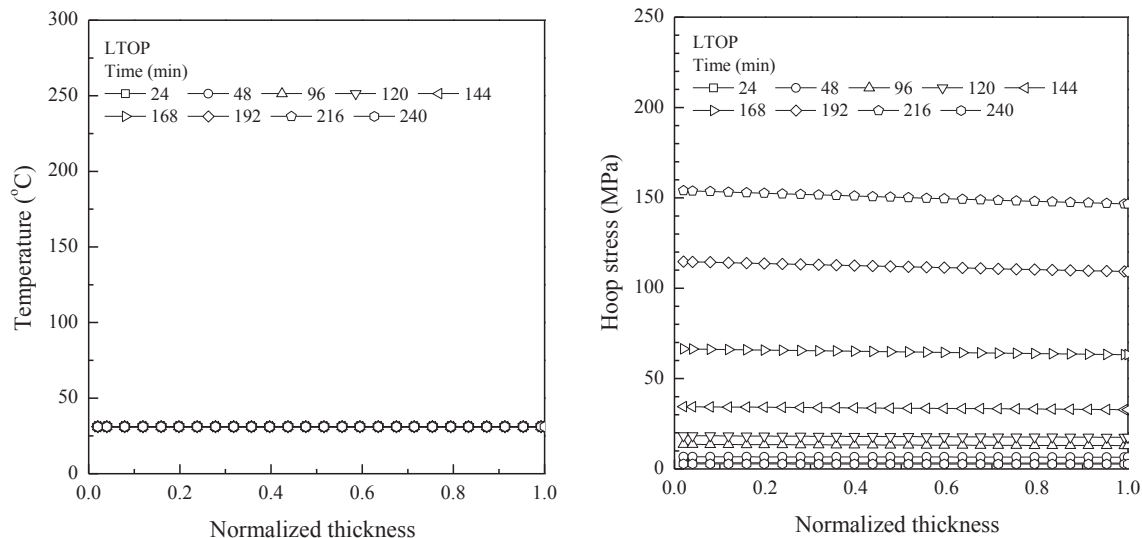 300
250
200
150
100
50
0
Temperature (°C)
LTOP
Time (min)
24 48 96 120 144
168 192 216 240
0.0 0.2 0.4 0.6 0.8 1.0
Normalized thickness
250
200
150
100
50
0
Hoop stress (MPa)
LTOP
Time (min)
24 48 96 120 144
168 192 216 240
0.0 0.2 0.4 0.6 0.8 1.0
Normalized thickness